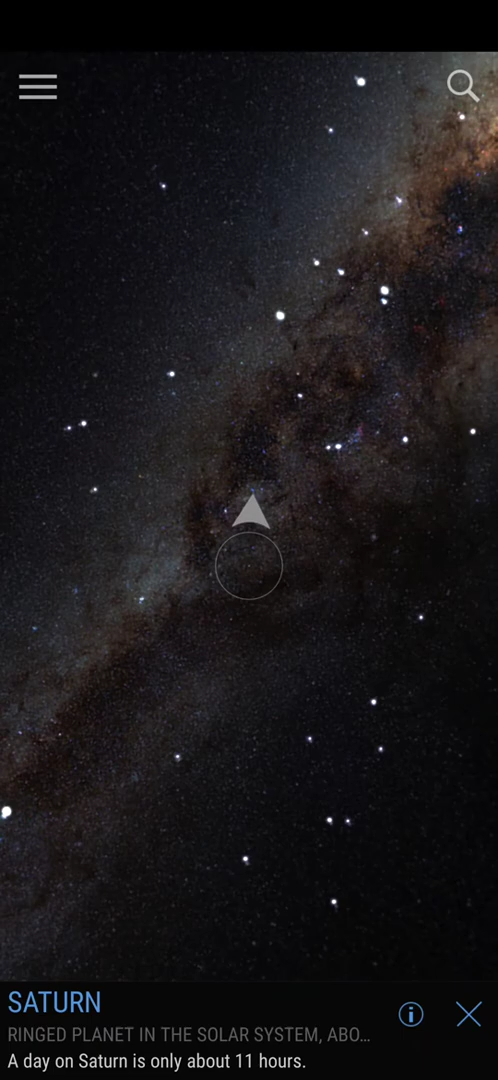 SATURN
RINGED PLANET IN THE SOLAR SYSTEM, ABO...
A day on Saturn is only about 11 hours.